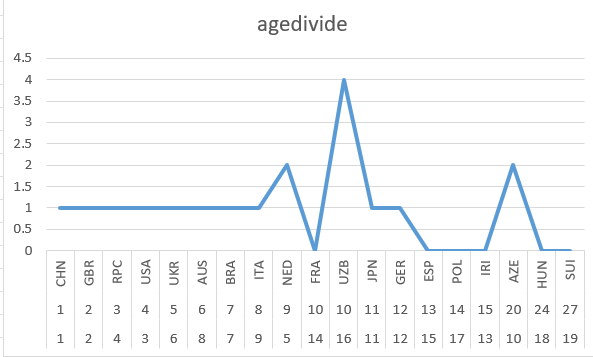 agedivide
4.5
4
3.5
3
2.5
2
1.5
1
0.5
0
CHN GBR RPC USA UKR AUS BRA ITA NED FRA UZB JPN GER ESP POL IRI AZE HUN SUI
1 2 3 4 5 6 7 8 9 10 10 11 12 13 14 15 20 24 27
1 2 4 3 6 8 7 9 5 14 16 11 12 15 17 13 10 18 19